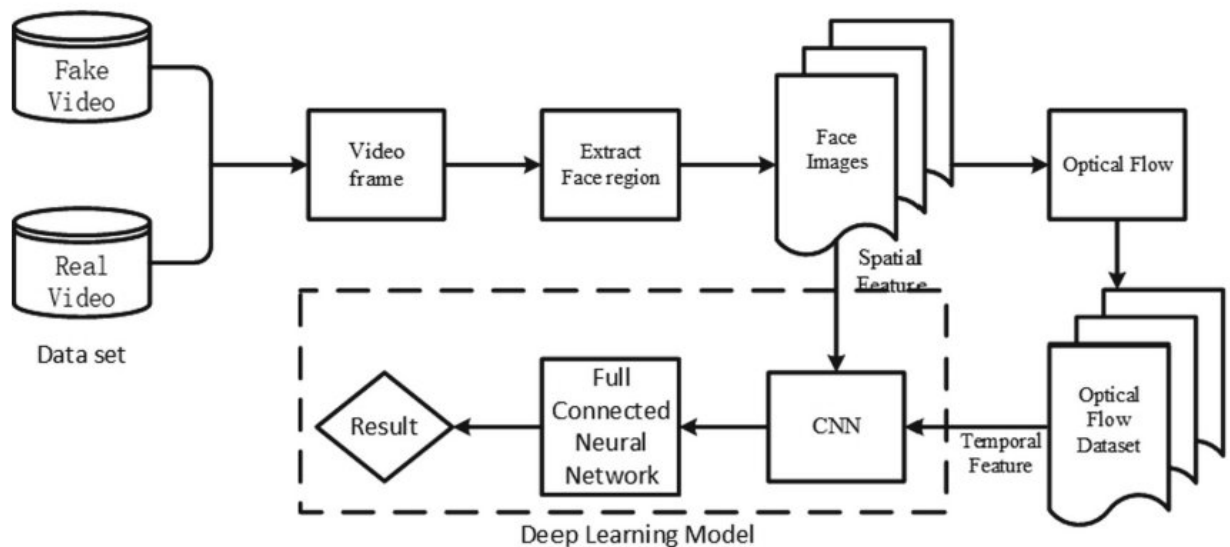 Fake
Video
Real
Video
Data set
Video
frame
Extract
Face region
Face
Images
Optical Flow
Spatial
Feature
Optical
Flow
Dataset
Temporal
Feature
CNN
Full
Connected
Neural
Network
Result
Deep Learning Model